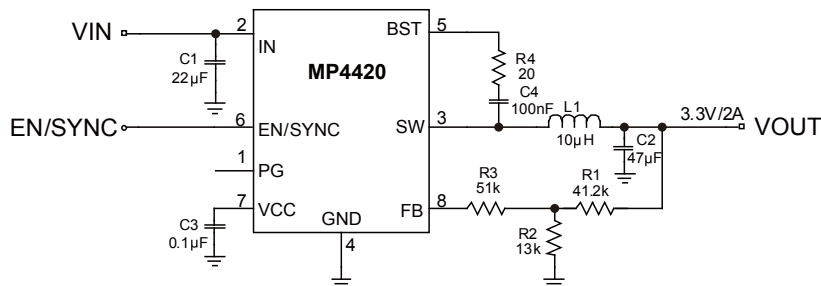 VIN
2
IN
C1
22µF
MP4420
BST
5
R4
20
C4
100nF
EN/SYNC
6
EN/SYNC
SW
3
L1
10µH
3.3V/2A
VOUT
C2
47µF
1
PG
7
VCC
C3
0.1µF
GND
4
FB
8
R3
51k
R1
41.2k
R2
13k